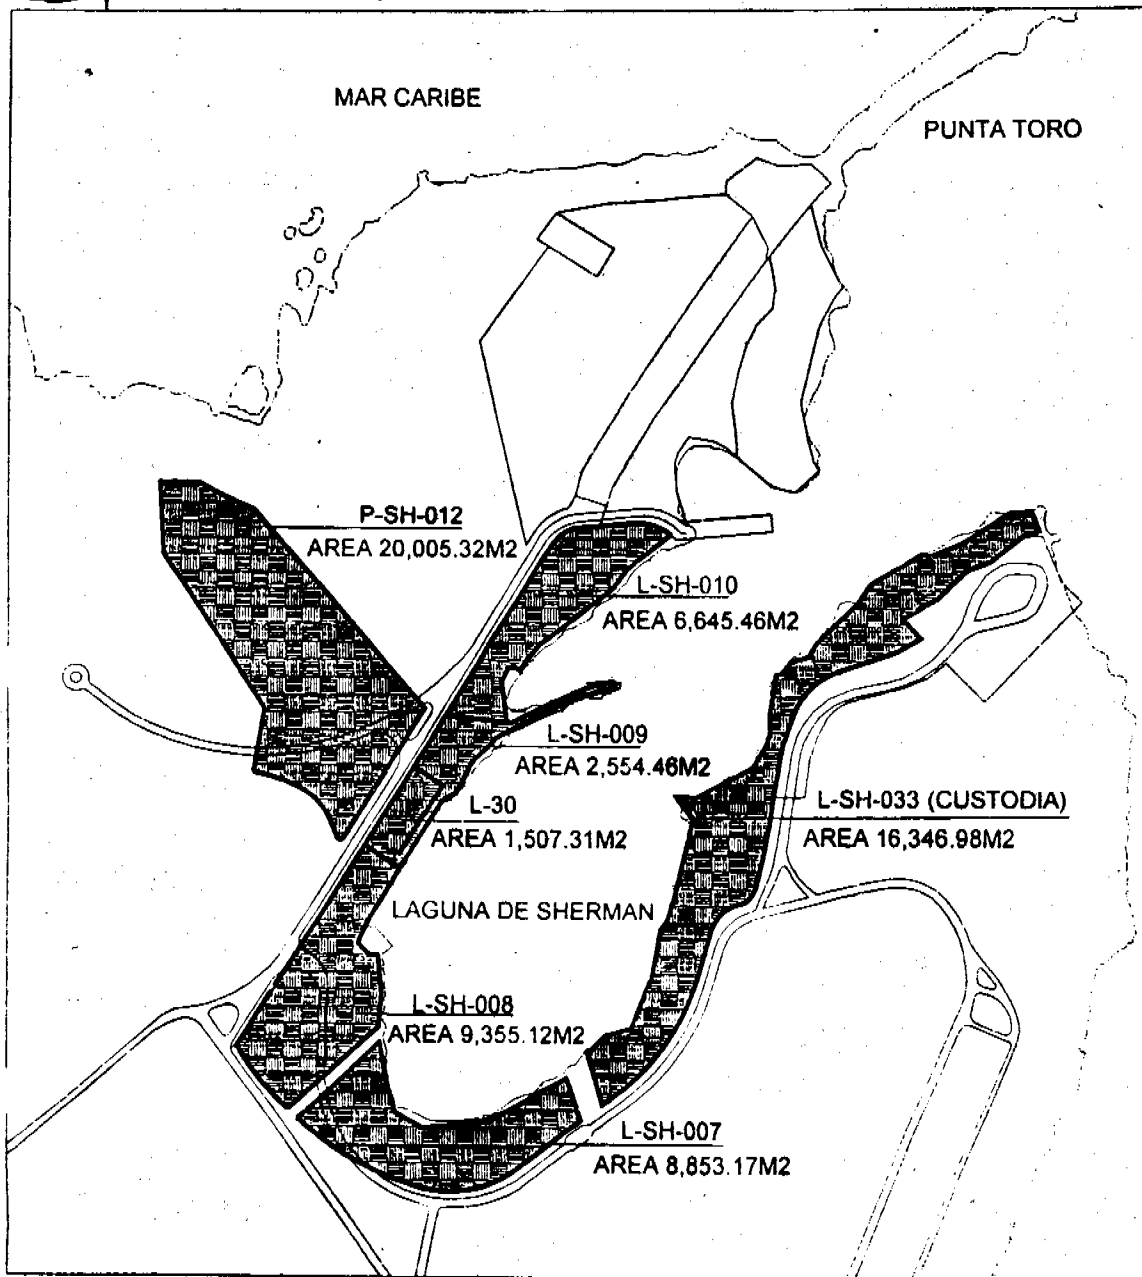 MAR CARIBE
PUNTA TORO
P-SH-012
AREA 20,005.32M2
L-SH-010
AREA 6,645.46M2
L-SH-009
AREA 2,554.46M2
L-30
AREA 1,507.31M2
L-SH-033 (CUSTODIA)
AREA 16,346.98M2
LAGUNA DE SHERMAN
L-SH-008
AREA 9,355.12M2
L-SH-007
AREA 8,853.17M2